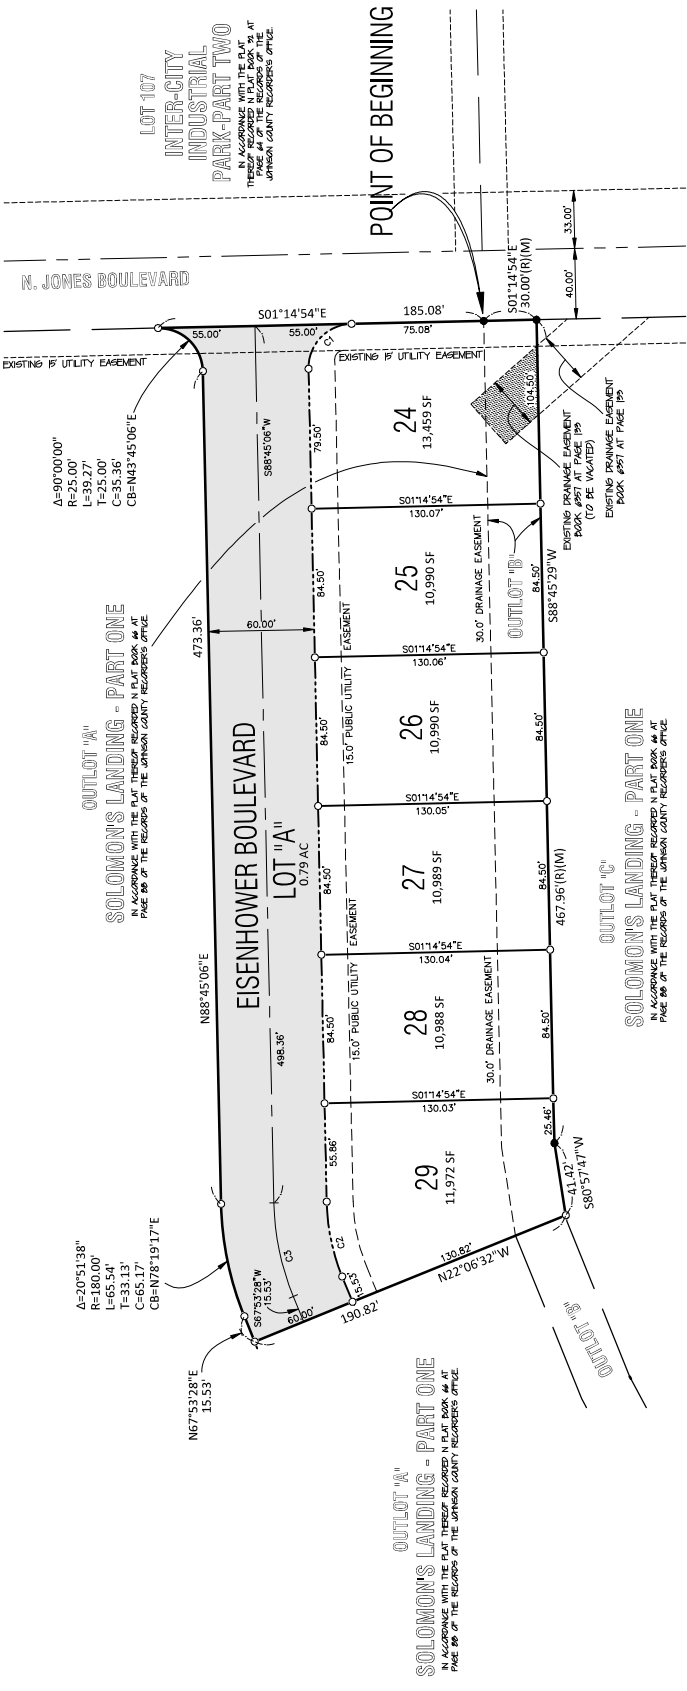 LOT 107
INTER-CITY
INDUSTRIAL
PARK-PART TWO
IN ACCORDANCE WITH THE PLAT
THEREOF RECORDED IN PLAT BOOK 32 AT
PAGE 64 OF THE RECORDS OF THE
JOHNSON COUNTY RECORDER'S OFFICE.
POINT OF BEGINNING
N. JONES BOULEVARD
S01°14'54"E
185.08'
S01°14'54"E
30.00'(R)(M)
33.00'
40.00'
55.00'
55.00'
75.08'
C1
EXISTING 15' UTILITY EASEMENT
EXISTING 15' UTILITY EASEMENT
Δ=90°00'00"
R=25.00'
L=39.27'
T=25.00'
C=35.36'
CB=N43°45'06"E
S88°45'06"W
79.50'
24
13,459 SF
104.50'
EXISTING DRAINAGE EASEMENT
BOOK 6357 AT PAGE 133
(TO BE VACATED)
EXISTING DRAINAGE EASEMENT
BOOK 6357 AT PAGE 133
S01°14'54"E
130.07'
OUTLOT "A"
SOLOMON'S LANDING - PART ONE
IN ACCORDANCE WITH THE PLAT THEREOF RECORDED IN PLAT BOOK 66 AT
PAGE 88 OF THE RECORDS OF THE JOHNSON COUNTY RECORDER'S OFFICE.
473.36'
60.00'
84.50'
15.0' PUBLIC UTILITY EASEMENT
25
10,990 SF
30.0' DRAINAGE EASEMENT
OUTLOT "B"
84.50'
S88°45'29"W
S01°14'54"E
130.06'
84.50'
26
10,990 SF
84.50'
S01°14'54"E
130.05'
EISENHOWER BOULEVARD
LOT "A"
0.79 AC
84.50'
27
10,989 SF
84.50'
467.96'(R)(M)
OUTLOT "C"
SOLOMON'S LANDING - PART ONE
IN ACCORDANCE WITH THE PLAT THEREOF RECORDED IN PLAT BOOK 66 AT
PAGE 88 OF THE RECORDS OF THE JOHNSON COUNTY RECORDER'S OFFICE.
S01°14'54"E
130.04'
N88°45'06"E
498.36'
84.50'
15.0' PUBLIC UTILITY EASEMENT
28
10,988 SF
30.0' DRAINAGE EASEMENT
84.50'
S01°14'54"E
130.03'
55.86'
29
11,972 SF
25.46'
41.42'
S80°57'47"W
Δ=20°51'38"
R=180.00'
L=65.54'
T=33.13'
C=65.17'
CB=N78°19'17"E
C3
C2
S67°53'28"W
15.53'
60.00'
15.53'
130.82'
N22°06'32"W
190.82'
N67°53'28"E
15.53'
OUTLOT "B"
OUTLOT "A"
SOLOMON'S LANDING - PART ONE
IN ACCORDANCE WITH THE PLAT THEREOF RECORDED IN PLAT BOOK 66 AT
PAGE 88 OF THE RECORDS OF THE JOHNSON COUNTY RECORDER'S OFFICE.